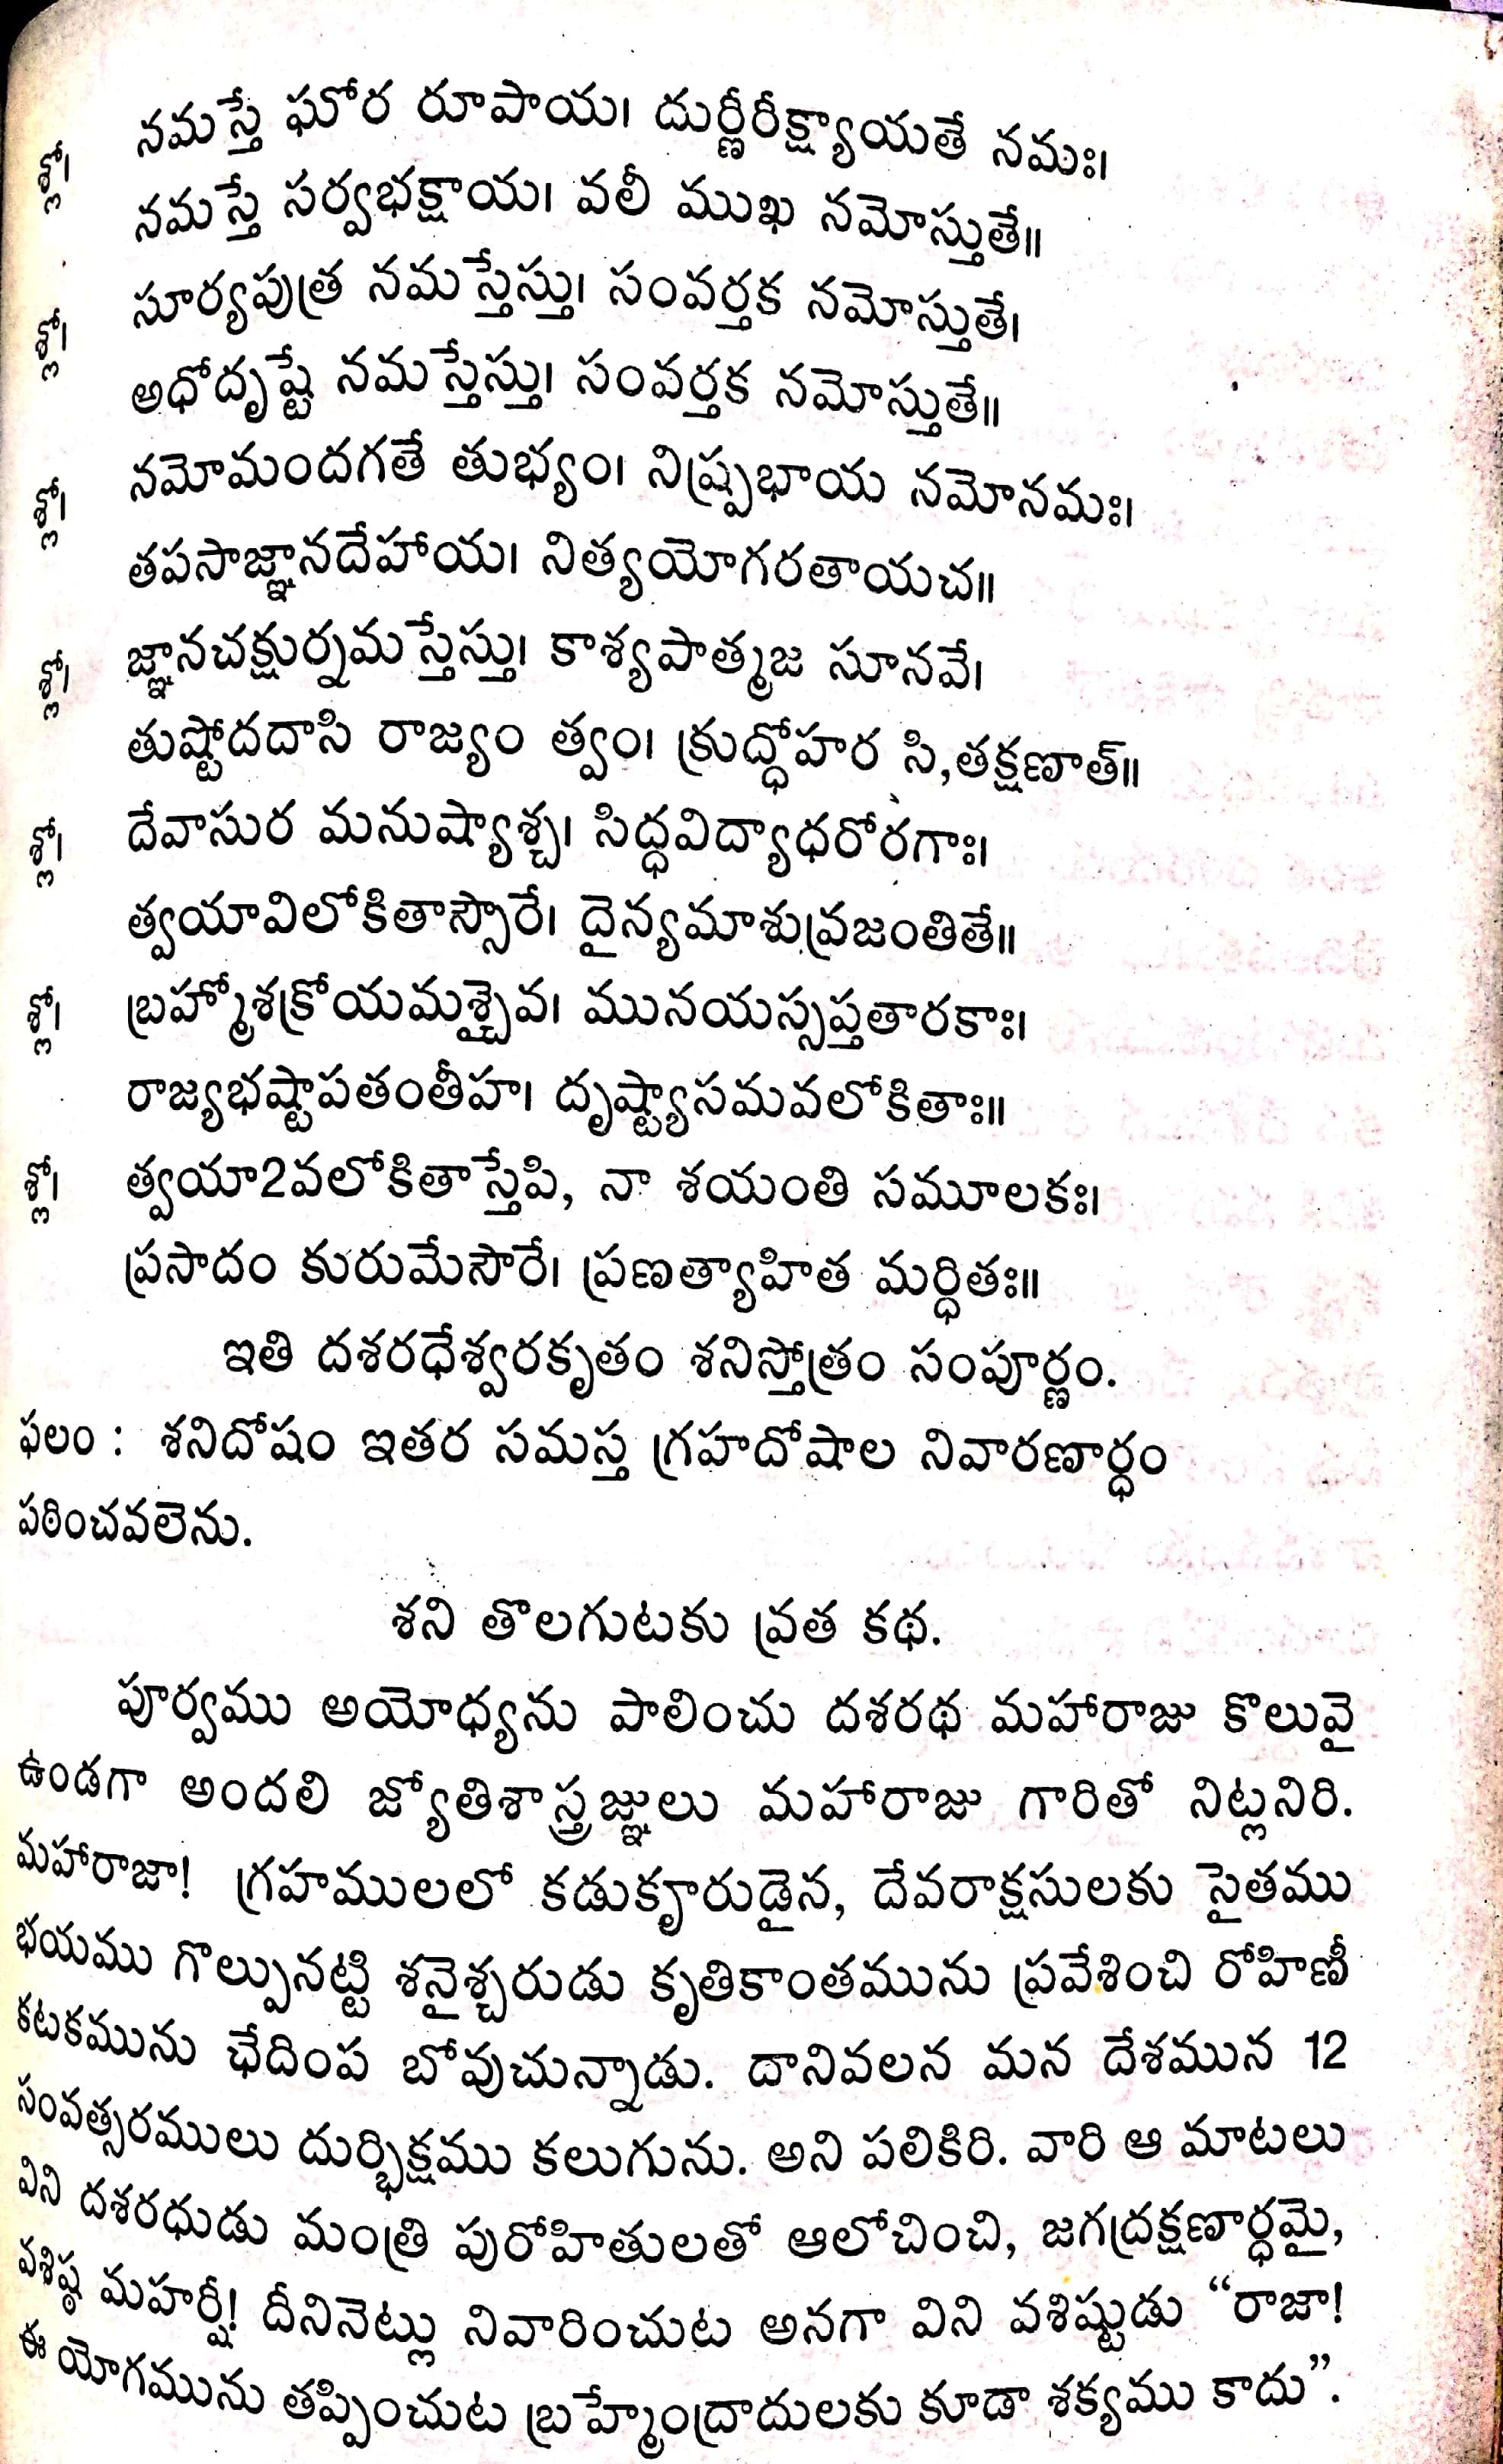 శ్లో। నమస్తే ఘోర రూపాయ। దుర్ణీరీక్ష్యాయతే నమః।
నమస్తే సర్వభక్షాయ। వలీ ముఖ నమోస్తుతే॥
శ్లో। సూర్యపుత్ర నమస్తేస్తు। సంవర్తక నమోస్తుతే।
అధోదృష్టే నమస్తేస్తు। సంవర్తక నమోస్తుతే॥
శ్లో। నమోమందగతే తుభ్యం। నిష్ప్రభాయ నమోనమః।
తపసాజ్ఞానదేహాయ। నిత్యయోగరతాయచ॥
శ్లో। జ్ఞానచక్షుర్నమస్తేస్తు। కాశ్యపాత్మజ సూనవే।
తుష్టోదదాసి రాజ్యం త్వం। క్రుద్ధోహర సి,తక్షణాత్॥
శ్లో। దేవాసుర మనుష్యాశ్చ। సిద్ధవిద్యాధరోరగాః।
త్వయావిలోకితాస్సౌరే। దైన్యమాశువ్రజంతితే॥
శ్లో। బ్రహ్మోశక్రోయమశ్చైవ। మునయస్సప్తతారకాః।
రాజ్యభష్టాపతంతీహ। దృష్ట్యాసమవలోకితాః॥
శ్లో। త్వయా2వలోకితాస్తేపి, నా శయంతి సమూలకః।
ప్రసాదం కురుమేసౌరే। ప్రణత్యాహిత మర్ధితః॥
ఇతి దశరధేశ్వరకృతం శనిస్తోత్రం సంపూర్ణం.
ఫలం : శనిదోషం ఇతర సమస్త గ్రహదోషాల నివారణార్థం
పఠించవలెను.
శని తొలగుటకు వ్రత కథ.
పూర్వము అయోధ్యను పాలించు దశరథ మహారాజు కొలువై
ఉండగా అందలి జ్యోతిశాస్త్రజ్ఞులు మహారాజు గారితో నిట్లనిరి.
మహారాజా! గ్రహములలో కడుకౄరుడైన, దేవరాక్షసులకు సైతము
భయము గొల్పునట్టి శనైశ్చరుడు కృతికాంతమును ప్రవేశించి రోహిణీ
కటకమును ఛేదింప బోవుచున్నాడు. దానివలన మన దేశమున 12
సంవత్సరములు దుర్భిక్షము కలుగును. అని పలికిరి. వారి ఆ మాటలు
విని దశరధుడు మంత్రి పురోహితులతో ఆలోచించి, జగద్రక్షణార్ధమై,
వశిష్ఠ మహర్షీ! దీనినెట్లు నివారించుట అనగా విని వశిష్టుడు “రాజా!
ఈ యోగమును తప్పించుట బ్రహ్మేంద్రాదులకు కూడా శక్యము కాదు”.